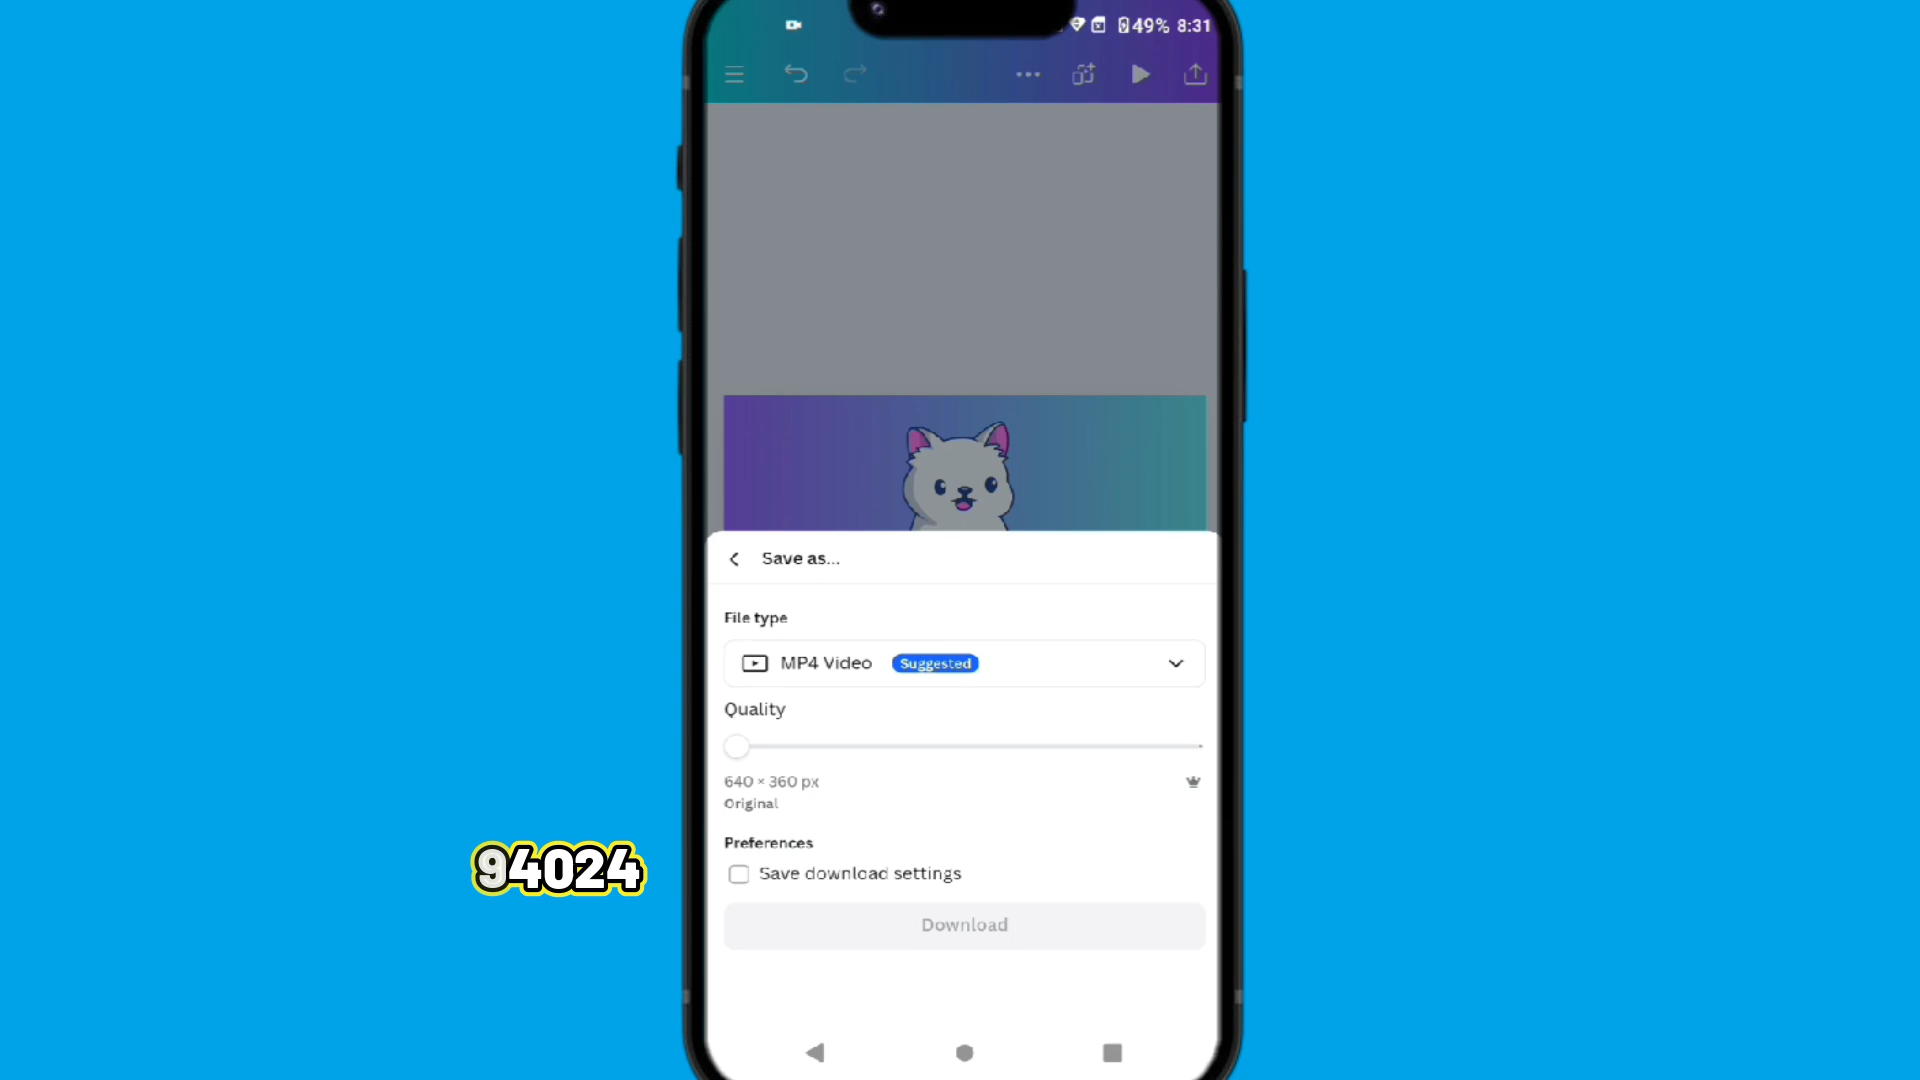 49% 8:31
Save as...
File type
MP4 Video Suggested
Quality
640 × 360 px
Original
Preferences
Save download settings
Download
94024